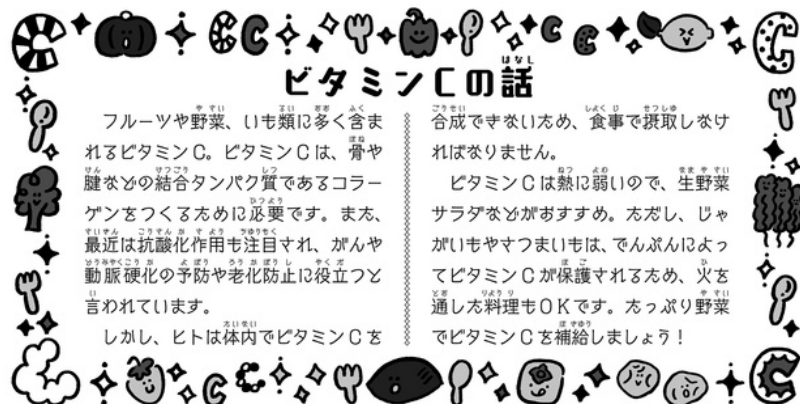 ビタミンCの話
フルーツや野菜、いも類に多く含ま
れるビタミンC。ビタミンCは、骨や
腱などの結合タンパク質であるコラー
ゲンをつくるために必要です。また、
最近は抗酸化作用も注目され、がんや
動脈硬化の予防や老化防止に役立つと
言われています。
しかし、ヒトは体内でビタミンCを
合成できないため、食事で摂取しなけ
ればなりません。
ビタミンCは熱に弱いので、生野菜
サラダなどがおすすめ。ただし、じゃ
がいもやさつまいもは、でんぷんによっ
てビタミンCが保護されるため、火を
通した料理もOKです。たっぷり野菜
でビタミンCを補給しましょう！